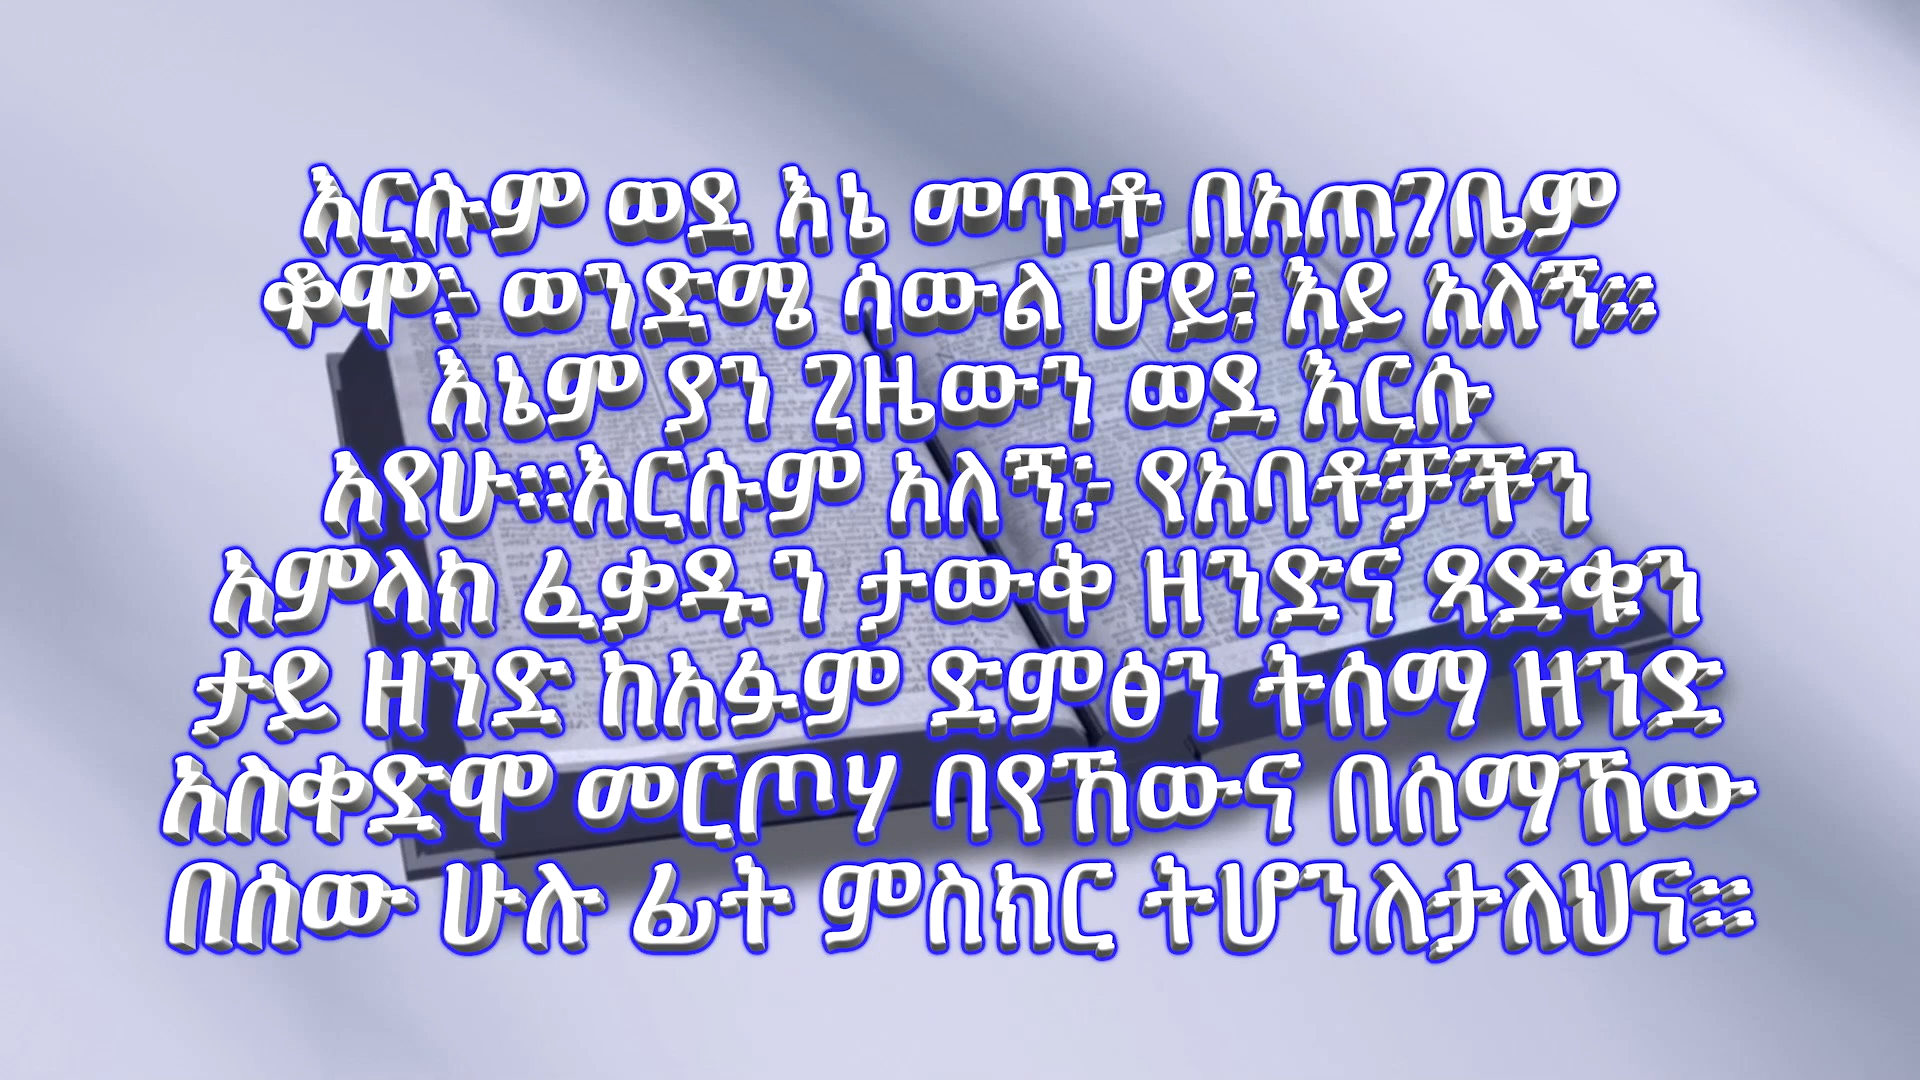 እርሱም ወደ እኔ መጥቶ በአጠገቤም
ቆሞ፦ ወንድሜ ሳውል ሆይ፥ እይ አለኝ።
እኔም ያን ጊዜውን ወደ እርሱ
አየሁ።እርሱም አለኝ፦ የአባቶቻችን
አምላክ ፈቃዱ ን ታውቅ ዘንድና ጻድቁን
ታይ ዘንድ ከአፉም ድምፅን ትሰማ ዘንድ
አስቀድሞ መርጦሃ ባየኸውና በሰማኸው
በሰው ሁሉ ፊት ምስክር ትሆንለታለህና።